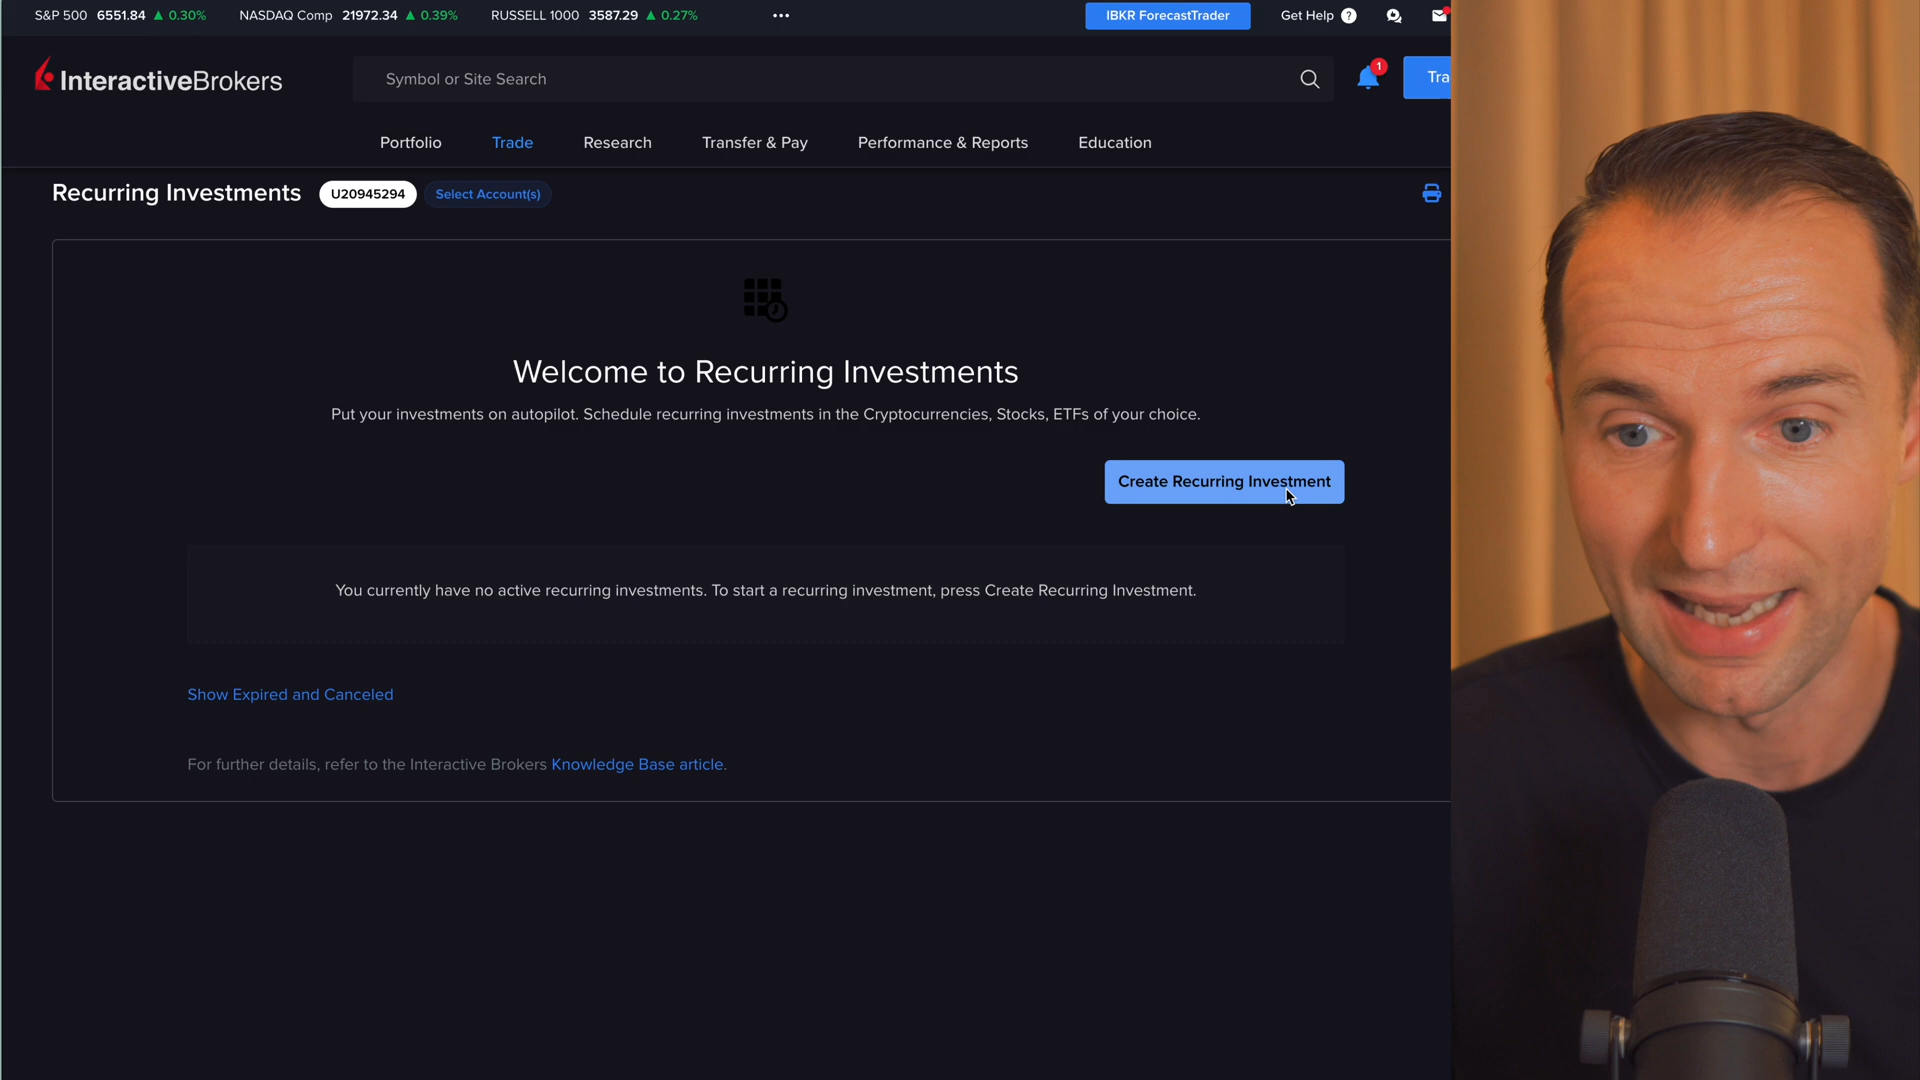 S&P 500 6551.84 ▲ 0.30% NASDAQ Comp 21972.34 ▲ 0.39% RUSSELL 1000 3587.29 ▲ 0.27% ••• IBKR ForecastTrader Get Help ?
InteractiveBrokers Symbol or Site Search 1 Tra
Portfolio Trade Research Transfer & Pay Performance & Reports Education
Recurring Investments U20945294 Select Account(s)
Welcome to Recurring Investments
Put your investments on autopilot. Schedule recurring investments in the Cryptocurrencies, Stocks, ETFs of your choice.
Create Recurring Investment
You currently have no active recurring investments. To start a recurring investment, press Create Recurring Investment.
Show Expired and Canceled
For further details, refer to the Interactive Brokers Knowledge Base article.